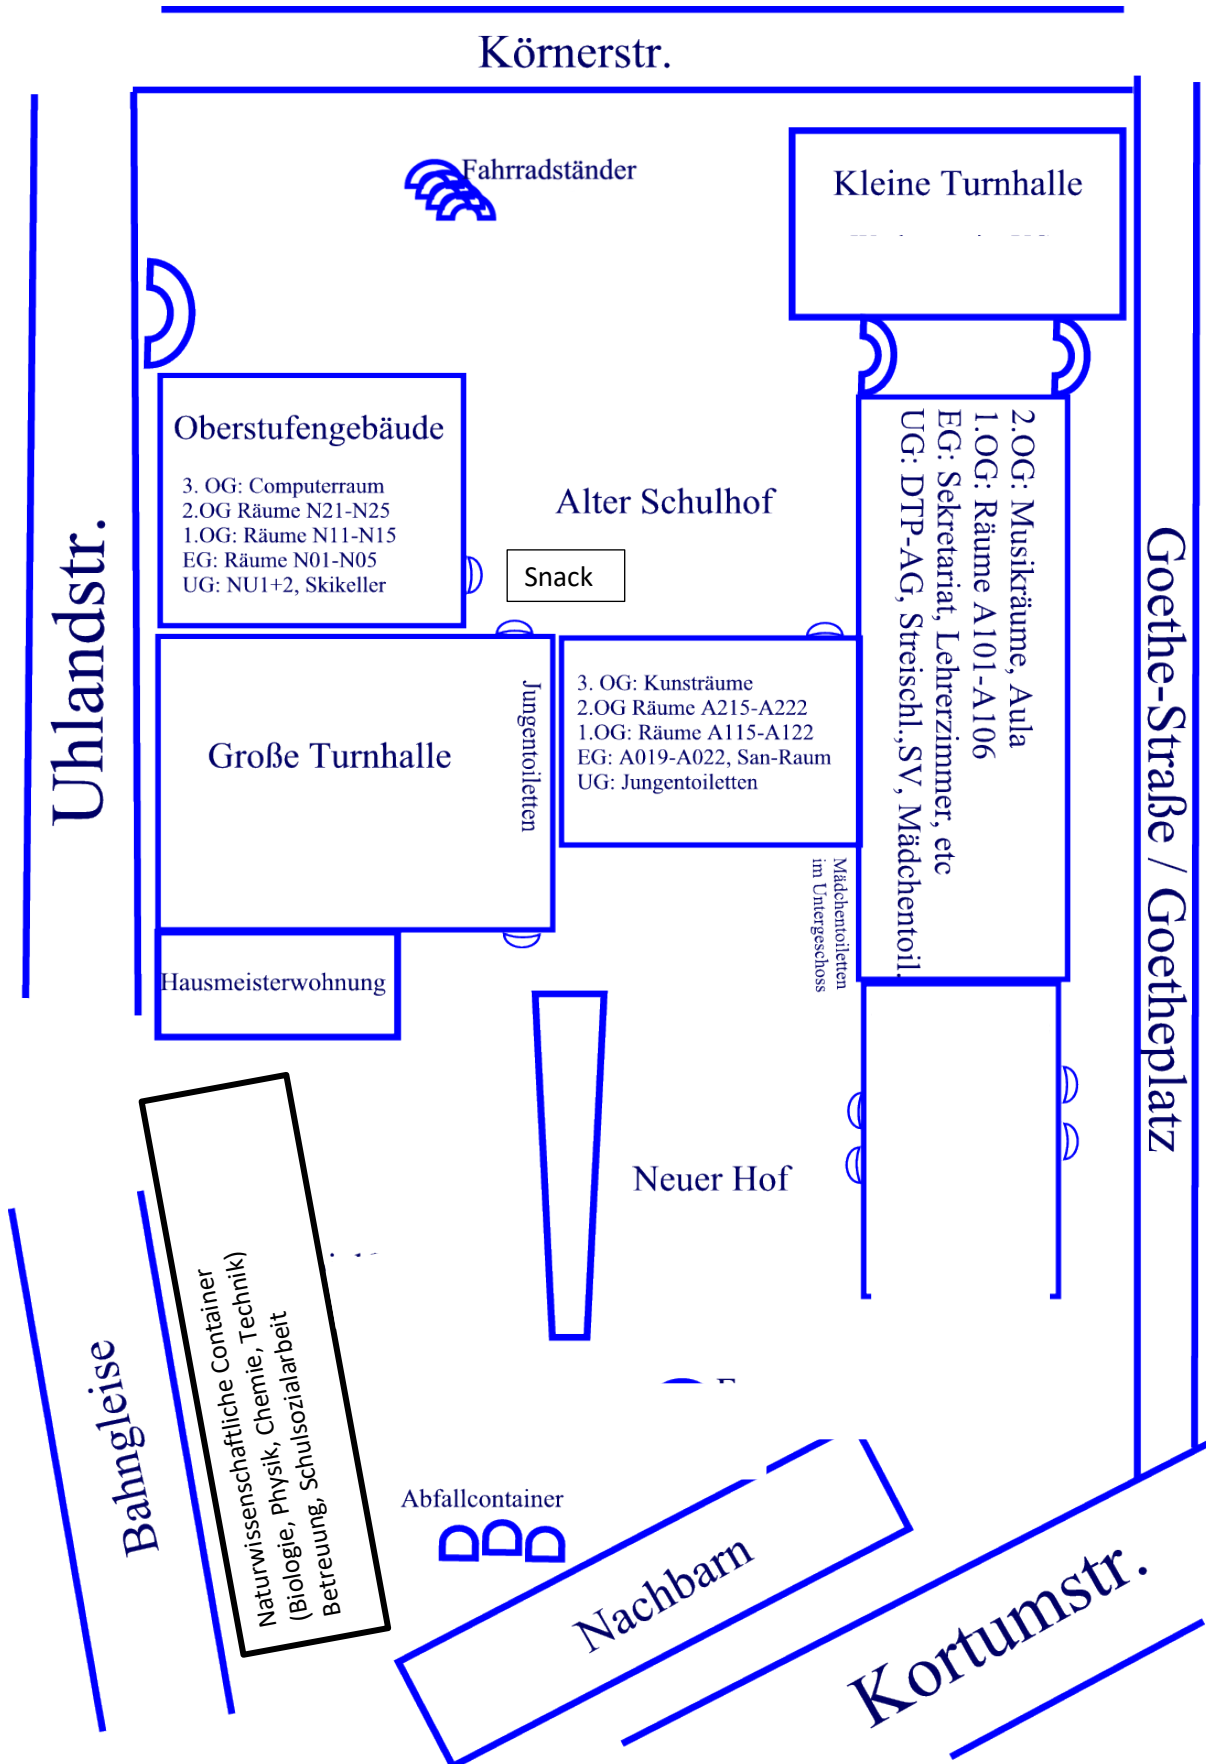 Körnerstr.
Fahrradständer
Kleine Turnhalle
Oberstufengebäude
3. OG: Computerraum
2.OG Räume N21-N25
1.OG: Räume N11-N15
EG: Räume N01-N05
UG: NU1+2, Skikeller
Alter Schulhof
Snack
2.OG: Musikräume, Aula
1.OG: Räume A101-A106
EG: Sekretariat, Lehrerzimmer, etc
UG: DTP-AG, Streischl.,SV, Mädchentoil.
Uhlandstr.
Goethe-Straße / Goetheplatz
Große Turnhalle
Jungentoiletten
3. OG: Kunsträume
2.OG Räume A215-A222
1.OG: Räume A115-A122
EG: A019-A022, San-Raum
UG: Jungentoiletten
Mädchentoiletten
im Untergeschoss
Hausmeisterwohnung
Neuer Hof
Naturwissenschaftliche Container
(Biologie, Physik, Chemie, Technik)
Betreuung, Schulsozialarbeit
Bahngleise
Abfallcontainer
Nachbarn
Kortumstr.